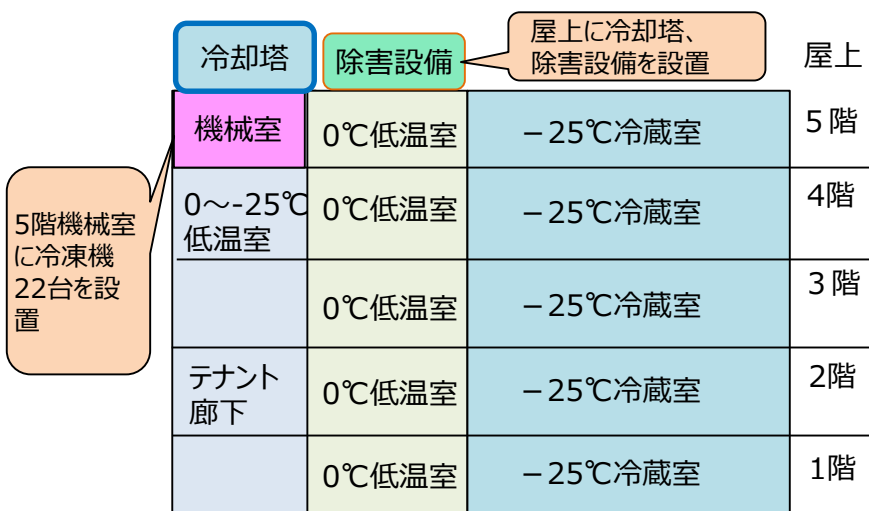 冷却塔
除害設備
屋上に冷却塔、
除害設備を設置
屋上
機械室
0℃低温室
－25℃冷蔵室
５階
5階機械室
に冷凍機
22台を設
置
0～-25℃
低温室
0℃低温室
－25℃冷蔵室
4階
0℃低温室
－25℃冷蔵室
３階
テナント
廊下
0℃低温室
－25℃冷蔵室
2階
0℃低温室
－25℃冷蔵室
1階